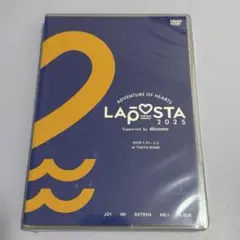 DVD
ADVENTURE OF HEARTS
LAPOSTA
2025
Supported by docomo
at TOKYO DOME
JO1 INI DXTEEN ME:I